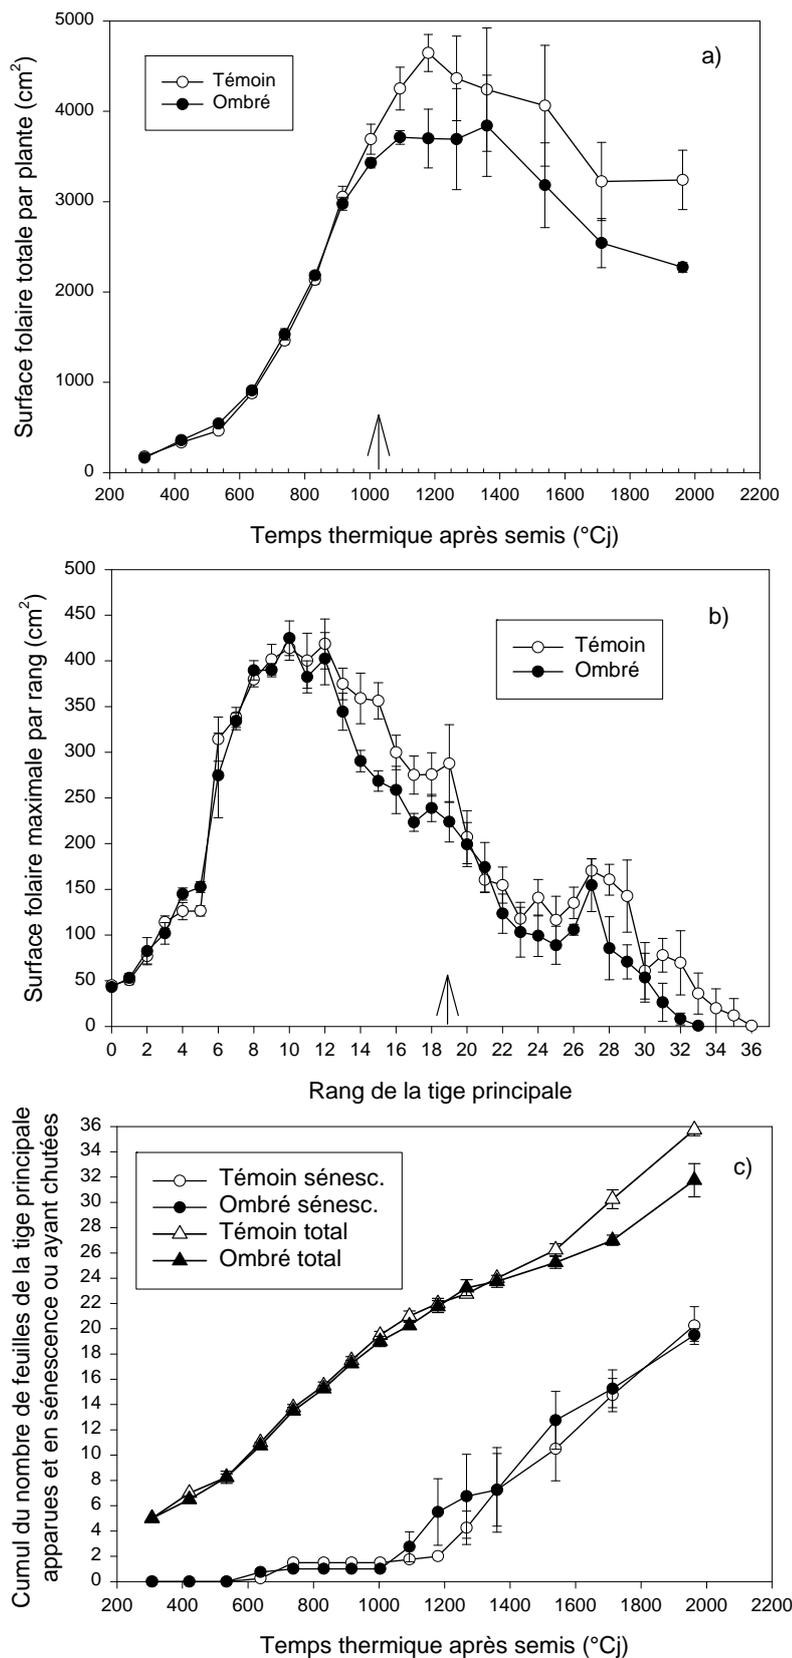 5000
4000
3000
2000
1000
0
Surface folaire totale par plante (cm2)
Témoin
Ombré
a)
200 400 600 800 1000 1200 1400 1600 1800 2000 2200
Temps thermique après semis (°Cj)
500
450
400
350
300
250
200
150
100
50
0
Surface folaire maximale par rang (cm2)
b)
Témoin
Ombré
0 2 4 6 8 10 12 14 16 18 20 22 24 26 28 30 32 34 36
Rang de la tige principale
36
34
32
30
28
26
24
22
20
18
16
14
12
10
8
6
4
2
0
Cumul du nombre de feuilles de la tige principale
apparues et en sénescence ou ayant chutées
Témoin sénesc.
Ombré sénesc.
Témoin total
Ombré total
c)
200 400 600 800 1000 1200 1400 1600 1800 2000 2200
Temps thermique après semis (°Cj)